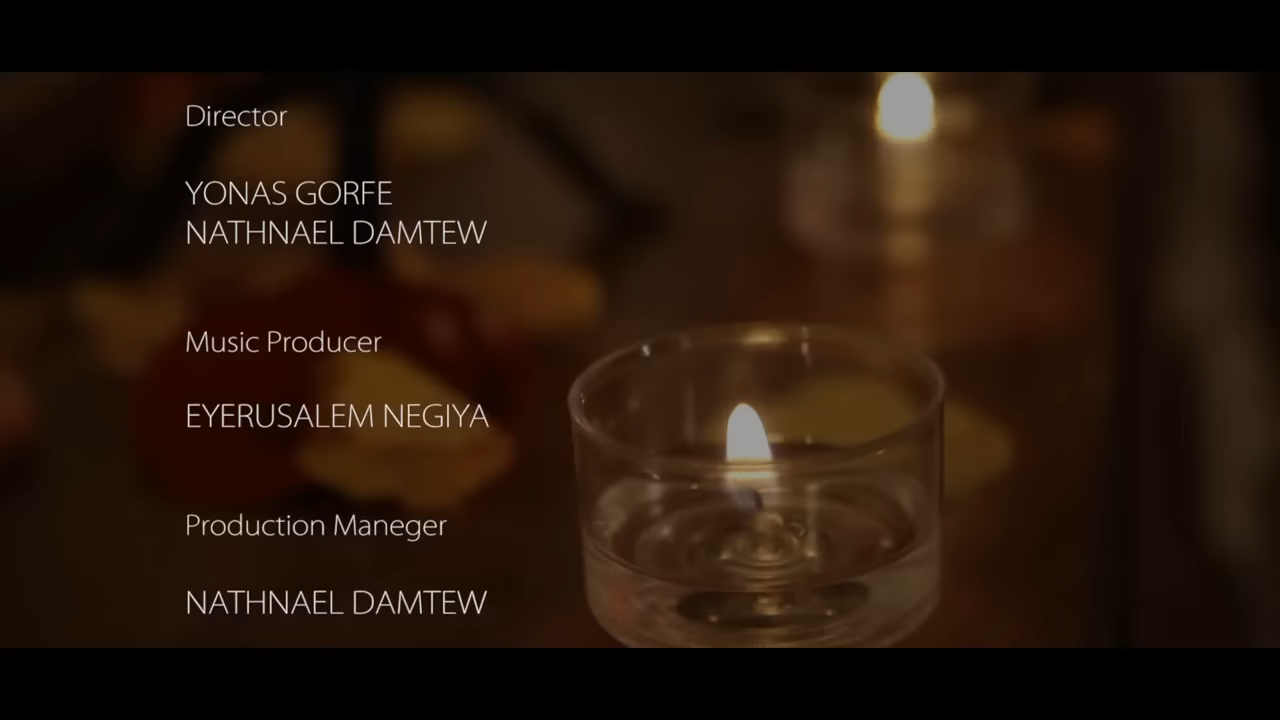 Director
YONAS GORFE
NATHNAEL DAMTEW
Music Producer
EYERUSALEM NEGIYA
Production Maneger
NATHNAEL DAMTEW